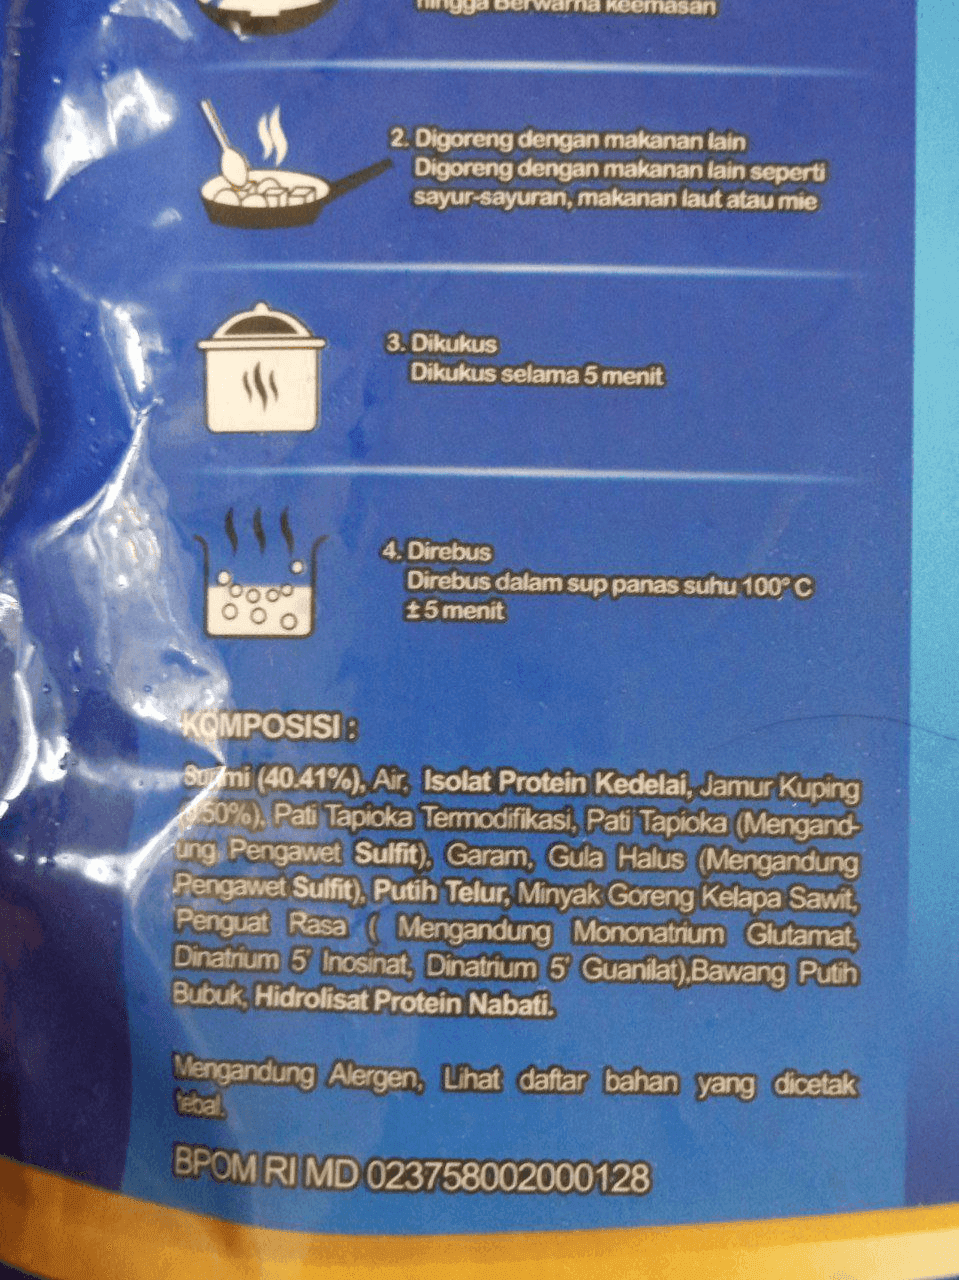 hingga Berwarna keemasan
2. Digoreng dengan makanan lain
Digoreng dengan makanan lain seperti
sayur-sayuran, makanan laut atau mie
3. Dikukus
Dikukus selama 5 menit
4. Direbus
Direbus dalam sup panas suhu 100° C
± 5 menit
KOMPOSISI :
Surimi (40.41%), Air, Isolat Protein Kedelai, Jamur Kuping
Pati Tapioka Termodifikasi, Pati Tapioka (Mengand-
ung Pengawet Sulfit), Garam, Gula Halus (Mengandung
Pengawet Sulfit), Putih Telur, Minyak Goreng Kelapa Sawit,
Penguat Rasa ( Mengandung Mononatrium Glutamat,
Dinatrium 5' Inosinat, Dinatrium 5' Guanilat),Bawang Putih
Bubuk, Hidrolisat Protein Nabati.
Mengandung Alergen, Lihat daftar bahan yang dicetak
tebal.
BPOM RI MD 023758002000128